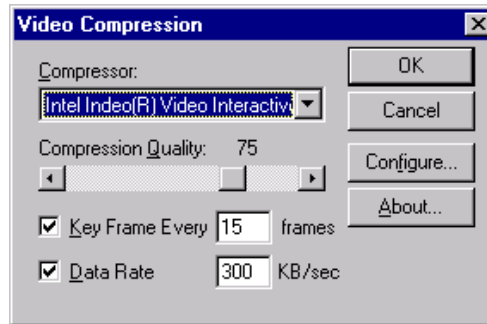 Video Compression
Compressor:
Intel Indeo(R) Video Interactive
Compression Quality: 75
Key Frame Every 15 frames
Data Rate 300 KB/sec
OK
Cancel
Configure...
About...